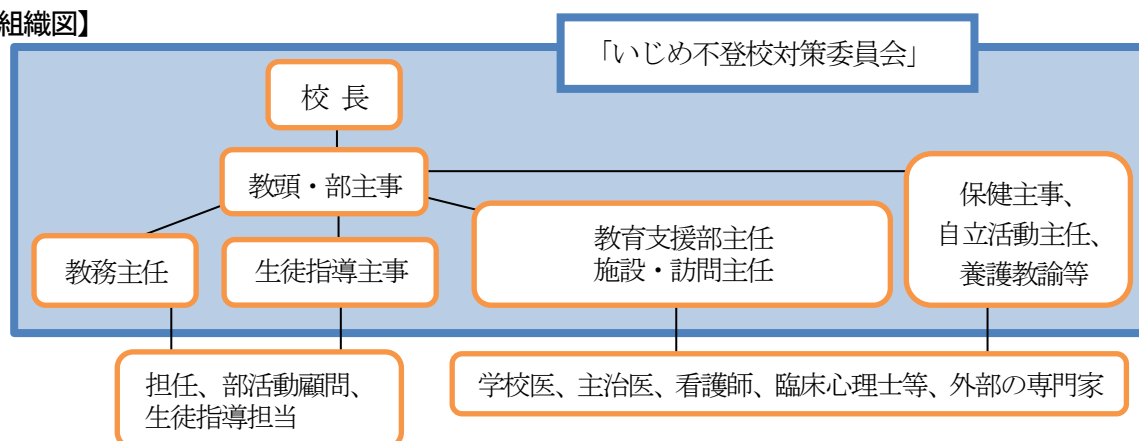 組織図】
「いじめ不登校対策委員会」
校 長
教頭・部主事
保健主事、
自立活動主任、
養護教諭等
教育支援部主任
施設・訪問主任
教務主任
生徒指導主事
担任、部活動顧問、
生徒指導担当
学校医、主治医、看護師、臨床心理士等、外部の専門家